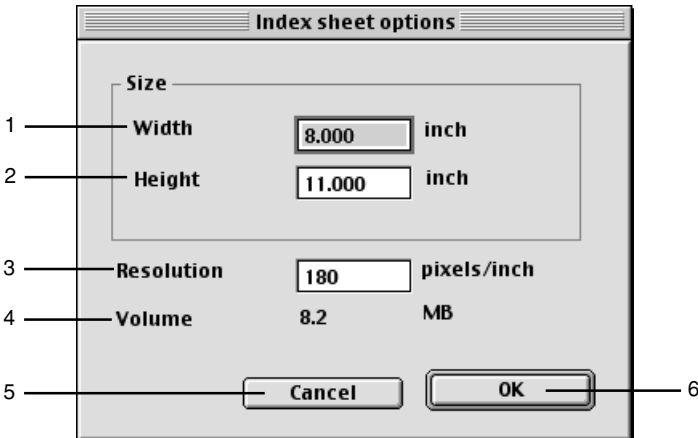 Index sheet options
Size
1 Width 8.000 inch
2 Height 11.000 inch
3 Resolution 180 pixels/inch
4 Volume 8.2 MB
5 Cancel OK 6